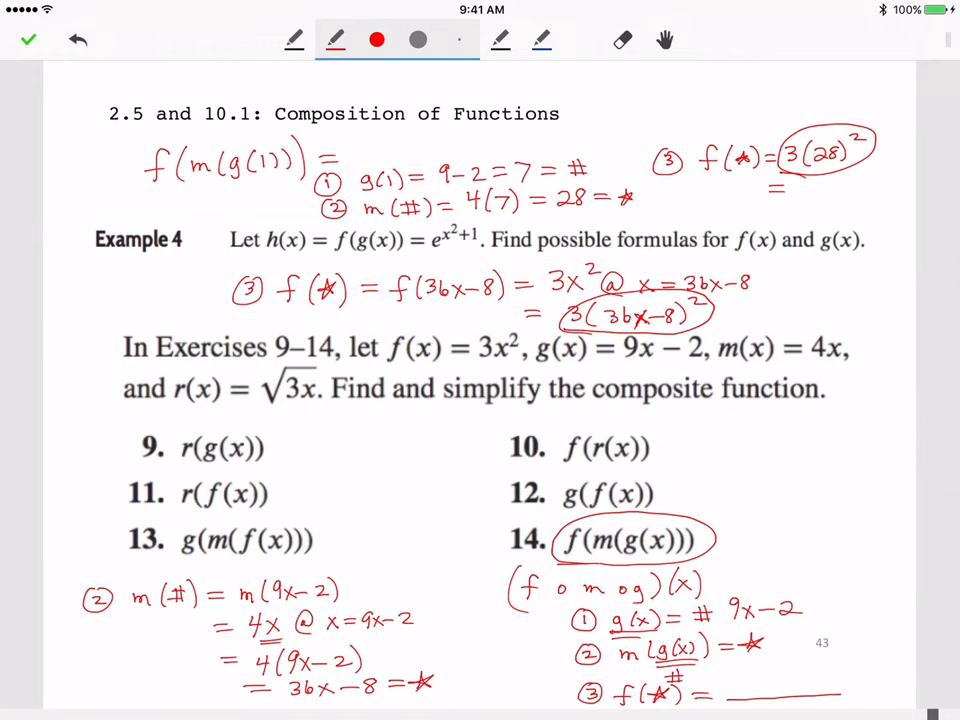 9:41 AM
100%
2.5 and 10.1: Composition of Functions
f(m(g(1))) =
① g(1) = 9-2 = 7 = #
② m(#) = 4(7) = 28 = ★
③ f(★) = 3(28)²
=
Example 4 Let h(x) = f(g(x)) = e^(x²+1). Find possible formulas for f(x) and g(x).
③ f(★) = f(36x-8) = 3x² @ x = 36x-8
= 3(36x-8)²
In Exercises 9–14, let f(x) = 3x², g(x) = 9x − 2, m(x) = 4x,
and r(x) = √3x. Find and simplify the composite function.
9. r(g(x))
10. f(r(x))
11. r(f(x))
12. g(f(x))
13. g(m(f(x)))
14. f(m(g(x)))
② m(#) = m(9x-2)
= 4x @ x=9x-2
= 4(9x-2)
= 36x-8 = ★
(f o m o g)(x)
① g(x) = # 9x-2
② m(g(x)) = ★
#
③ f(★) = ________
43